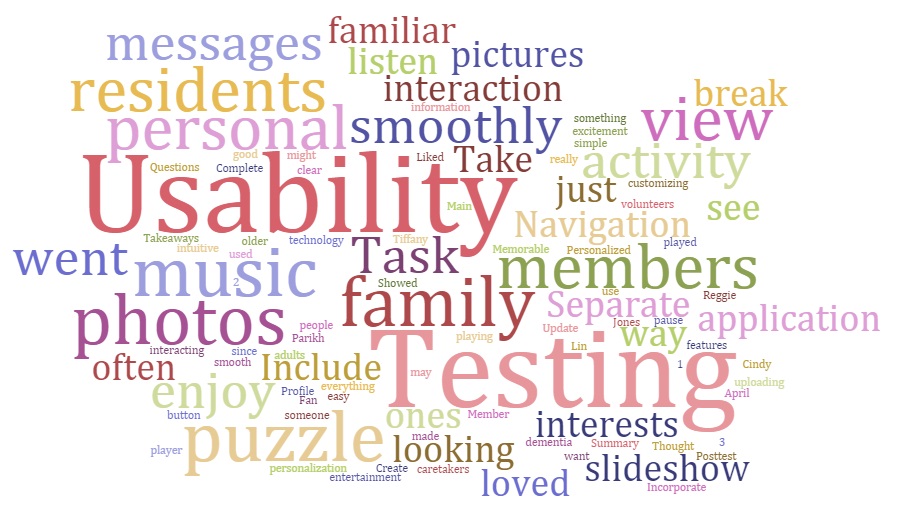 familiar
messages
listen pictures
residents interaction break
information
personal smoothly view
something
excitement
simple
good might Liked Take really activity
Questions Complete clear
Usability just customizing
Main volunteers see
Navigation
Takeaways older technology Tiffany played
intuitive used Memorable Personalized
went music Task members
2 Showed use
photos family Separate Reggie
people Update Jones pause way application
Parikh playing Lin features
interacting since adults
smooth 1 Cindy
often Include Testing
may uploading
enjoy Profile everything April
Fan easy
button someone ones Member interests
puzzle made dementia Summary Thought 3
player looking want Posttest
personalization Create caretakers slideshow
entertainment loved Incorporate